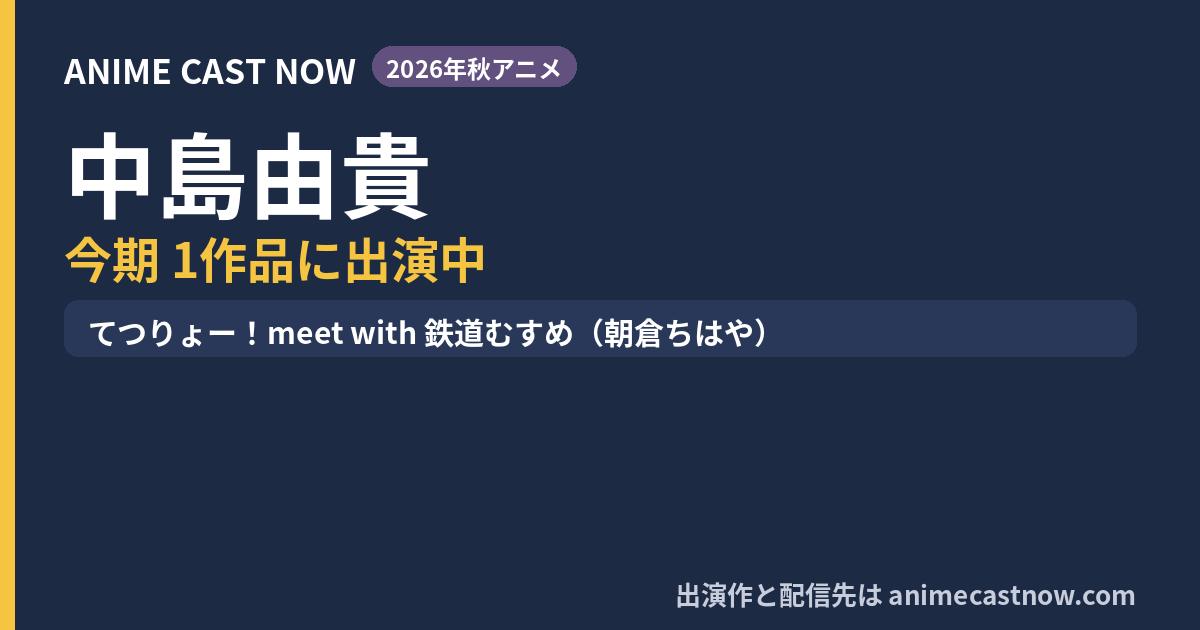 ANIME CAST NOW 2026年秋アニメ
中島由貴
今期 1作品に出演中
てつりょー！meet with 鉄道むすめ（朝倉ちはや）
出演作と配信先は animecastnow.com